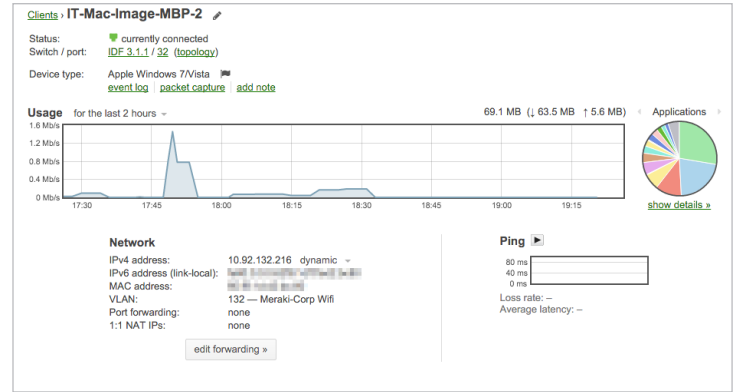 Clients › IT-Mac-Image-MBP-2
Status: currently connected
Switch / port: IDF 3.1.1 / 32 (topology)
Device type: Apple Windows 7/Vista
event log packet capture add note
Usage for the last 2 hours 69.1 MB (↓ 63.5 MB ↑ 5.6 MB) Applications
1.6 Mb/s
1.2 Mb/s
0.8 Mb/s
0.4 Mb/s
0 Mb/s
17:30 17:45 18:00 18:15 18:30 18:45 19:00 19:15
show details »
Network
IPv4 address: 10.92.132.216 dynamic
IPv6 address (link-local):
MAC address:
VLAN: 132 — Meraki-Corp Wifi
Port forwarding: none
1:1 NAT IPs: none
edit forwarding »
Ping
80 ms
40 ms
0 ms
Loss rate: –
Average latency: –